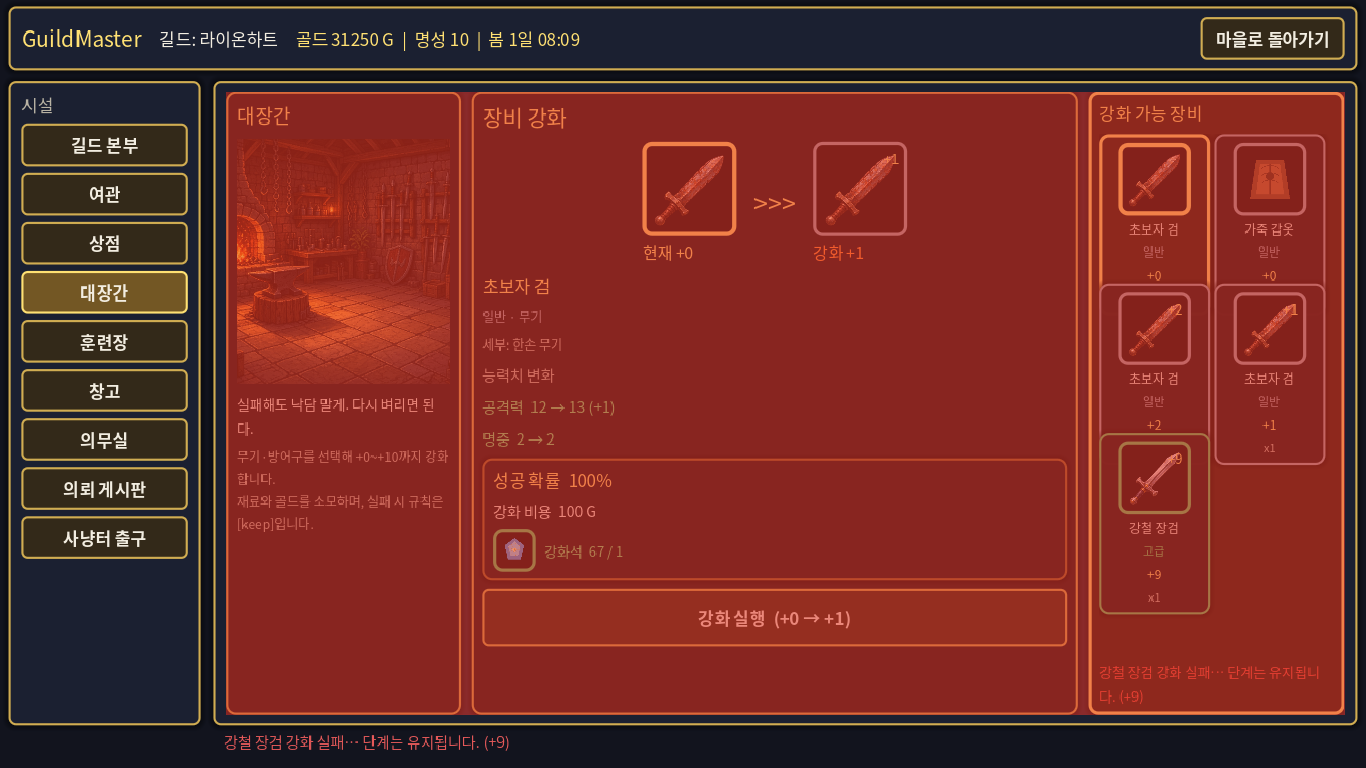 GuildMaster 길드: 라이온하트 골드 31250 G | 명성 10 | 봄 1일 08:09
마을로 돌아가기
시설
길드 본부
여관
상점
대장간
훈련장
창고
의무실
의뢰 게시판
사냥터 출구
대장간
실패해도 낙담 말게. 다시 벼리면 된
다.
무기·방어구를 선택해 +0~+10까지 강화
합니다.
재료와 골드를 소모하며, 실패 시 규칙은
[keep]입니다.
장비 강화
+1
>>>
현재 +0
강화 +1
초보자 검
일반 · 무기
세부: 한손 무기
능력치 변화
공격력 12 → 13 (+1)
명중 2 → 2
성공 확률 100%
강화 비용 100 G
강화석 67 / 1
강화 실행 (+0 → +1)
강화 가능 장비
초보자 검
일반
+0
가죽 갑옷
일반
+0
+2
초보자 검
일반
+2
+1
초보자 검
일반
+1
x1
+9
강철 장검
고급
+9
x1
강철 장검 강화 실패… 단계는 유지됩니
다. (+9)
강철 장검 강화 실패… 단계는 유지됩니다. (+9)